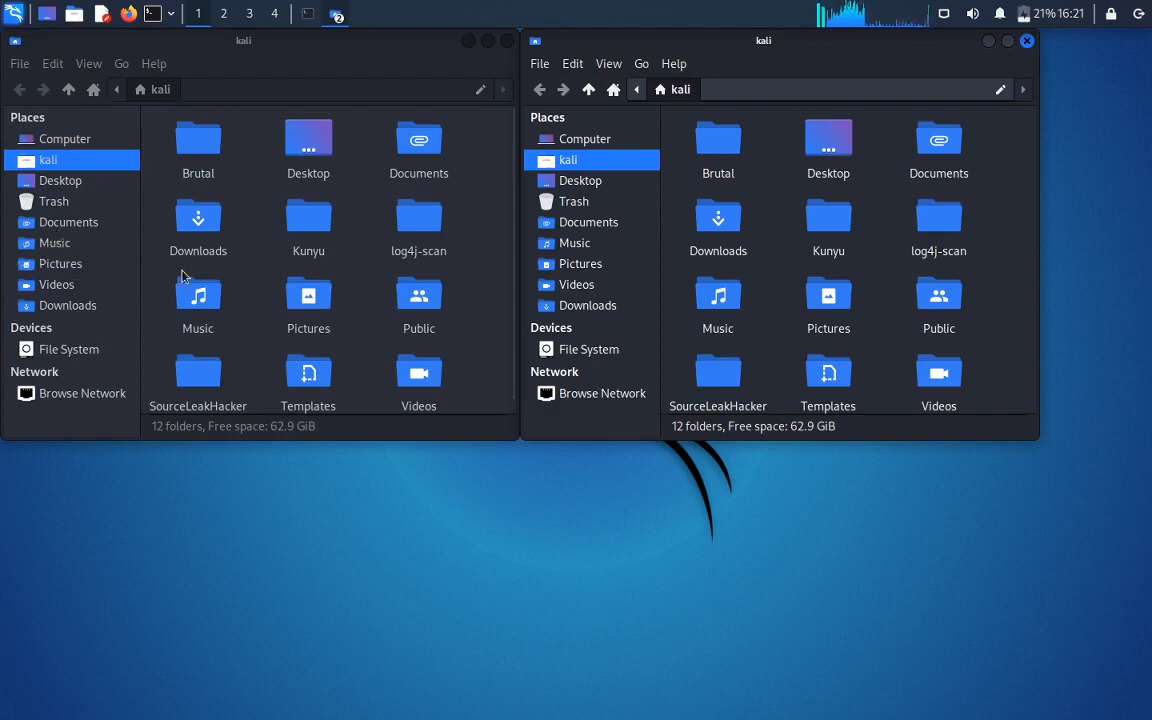 1 2 3 4 2 21% 16:21
kali
File Edit View Go Help
kali
Places
Computer
kali
Desktop
Trash
Documents
Music
Pictures
Videos
Downloads
Devices
File System
Network
Browse Network
Brutal Desktop Documents
Downloads Kunyu log4j-scan
Music Pictures Public
SourceLeakHacker Templates Videos
12 folders, Free space: 62.9 GiB
kali
File Edit View Go Help
kali
Places
Computer
kali
Desktop
Trash
Documents
Music
Pictures
Videos
Downloads
Devices
File System
Network
Browse Network
Brutal Desktop Documents
Downloads Kunyu log4j-scan
Music Pictures Public
SourceLeakHacker Templates Videos
12 folders, Free space: 62.9 GiB